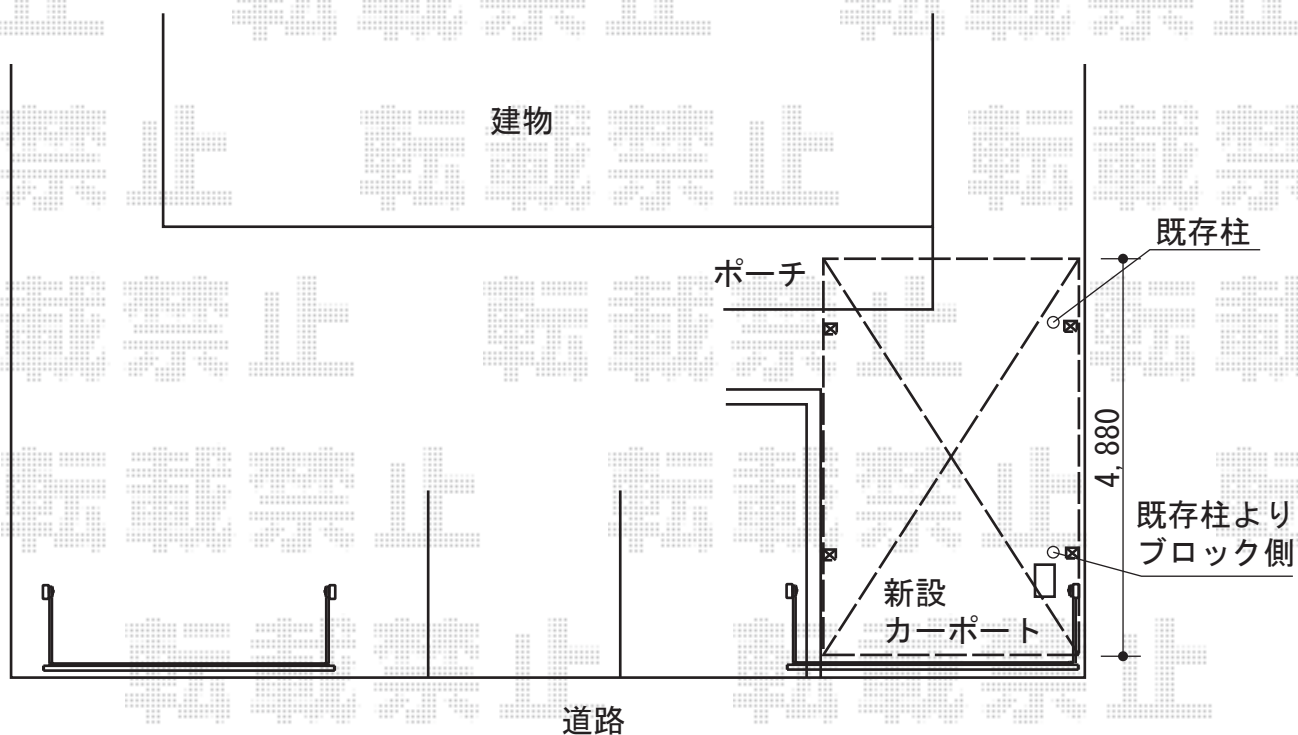 建物
既存柱
ポーチ
4,880
既存柱より
ブロック側
新設
カーポート
道路
転載禁止